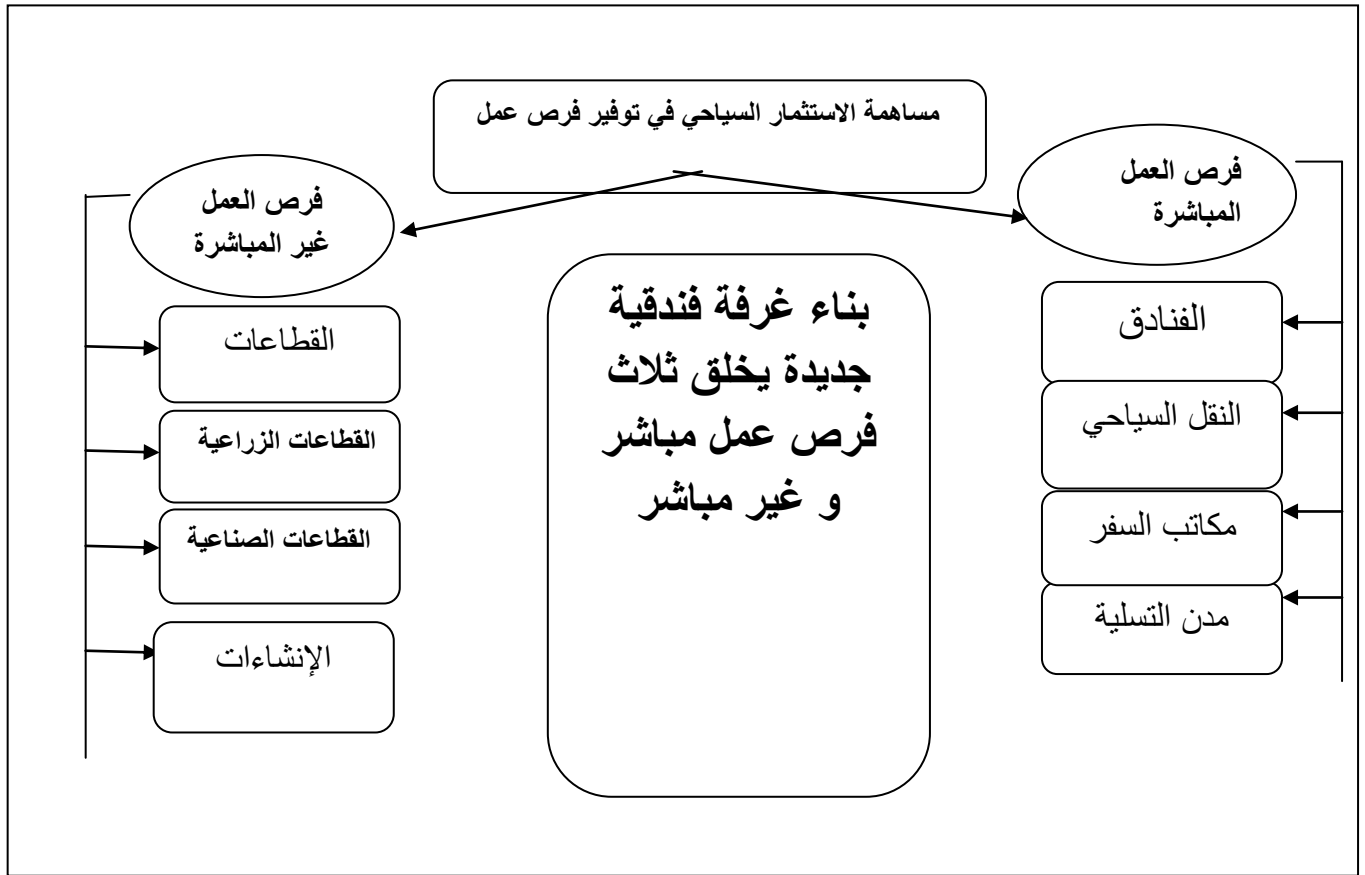 مساهمة الاستثمار السياحي في توفير فرص عمل
فرص العمل
المباشرة
الفنادق
النقل السياحي
مكاتب السفر
مدن التسلية
بناء غرفة فندقية
جديدة يخلق ثلاث
فرص عمل مباشر
و غير مباشر
فرص العمل
غير المباشرة
القطاعات
القطاعات الزراعية
القطاعات الصناعية
الإنشاءات